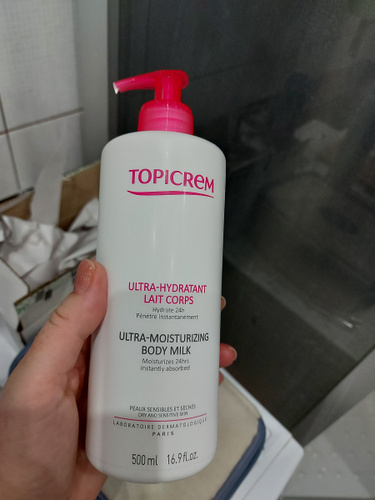 TOPICREM
ULTRA-HYDRATANT
LAIT CORPS
Hydrate 24h
Pénètre instantanément
ULTRA-MOISTURIZING
BODY MILK
Moisturizes 24hrs
Instantly absorbed
PEAUX SENSIBLES ET SÈCHES
DRY AND SENSITIVE SKIN
LABORATOIRE DERMATOLOGIQUE
PARIS
500 ml 16.9 fl.oz.